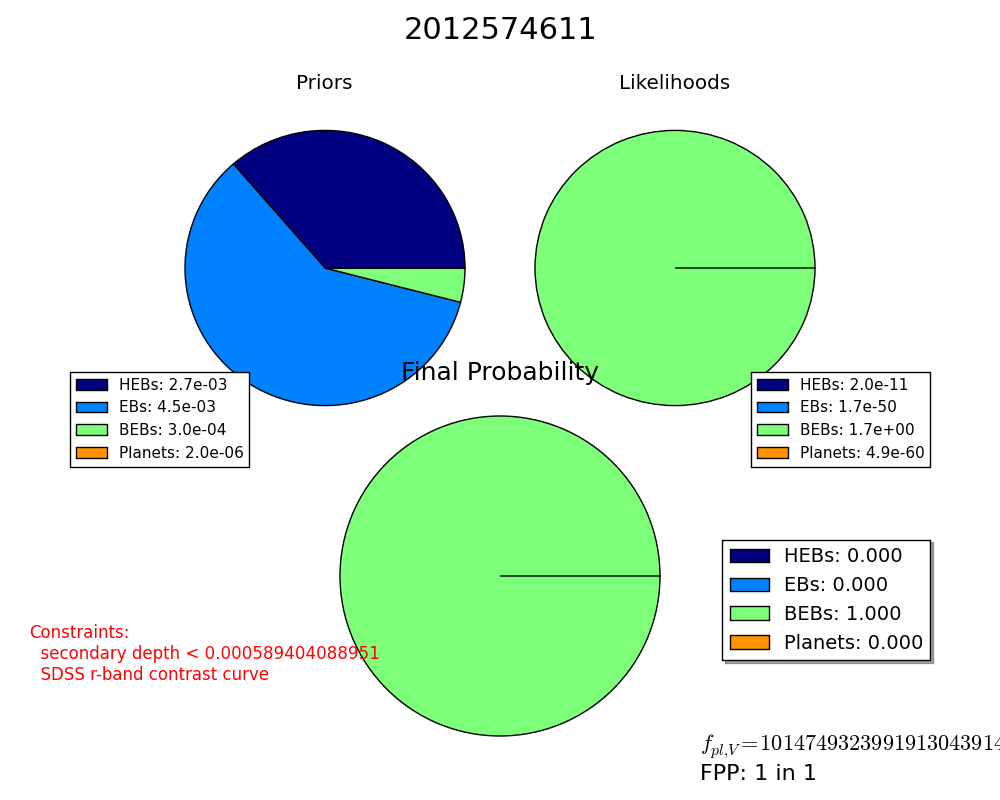 2012574611
Priors
Likelihoods
HEBs: 2.7e-03
EBs: 4.5e-03
BEBs: 3.0e-04
Planets: 2.0e-06
HEBs: 2.0e-11
EBs: 1.7e-50
BEBs: 1.7e+00
Planets: 4.9e-60
Final Probability
HEBs: 0.000
EBs: 0.000
BEBs: 1.000
Planets: 0.000
Constraints:
secondary depth < 0.000589404088951
SDSS r-band contrast curve
f_{pl,V}=1014749323991913043914
FPP: 1 in 1